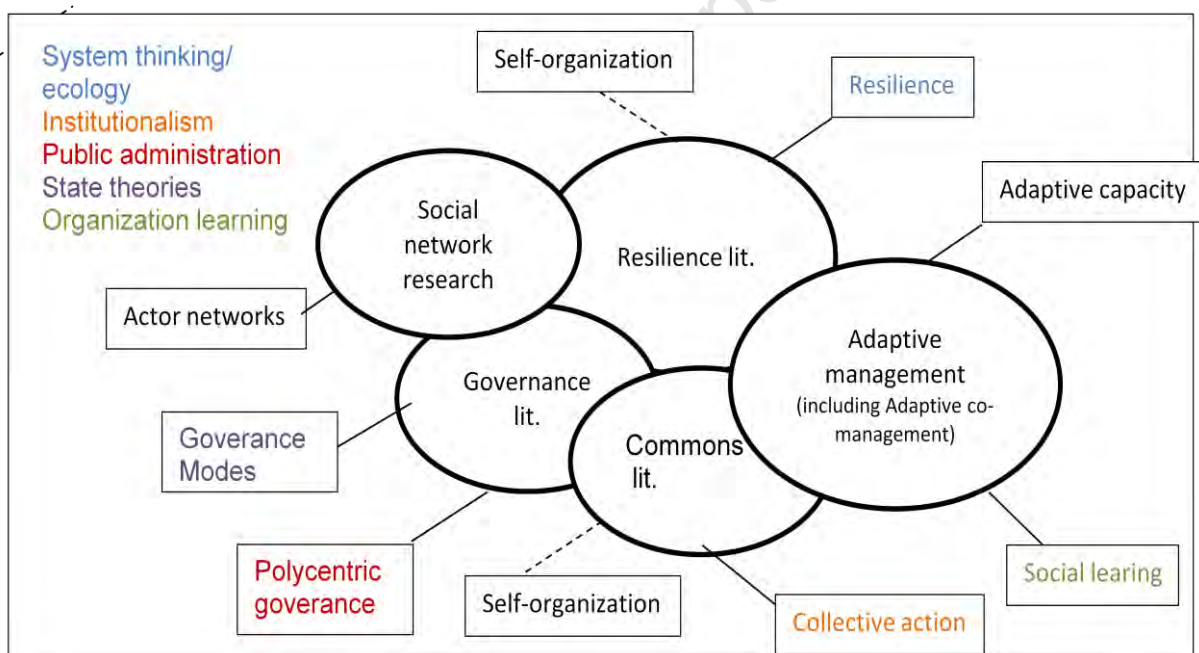 System thinking/
ecology
Institutionalism
Public administration
State theories
Organization learning
Self-organization
Resilience
Adaptive capacity
Social
network
research
Resilience lit.
Actor networks
Adaptive
management
(including Adaptive co-
management)
Governance
lit.
Goverance
Modes
Commons
lit.
Polycentric
goverance
Self-organization
Collective action
Social learing